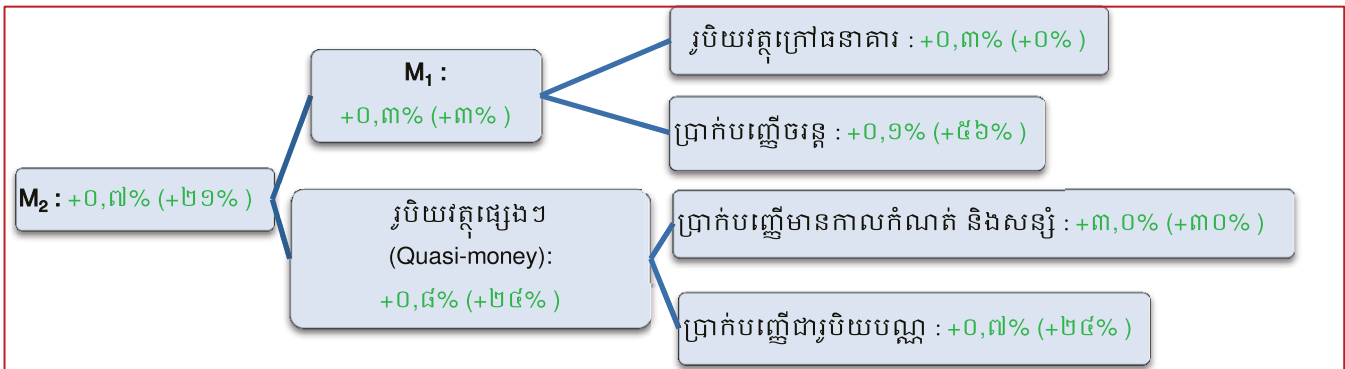 M₂ : +០,៧% (+២១% )
M₁ :
+០,៣% (+៣% )
រូបិយវត្ថុក្រៅធនាគារ : +០,៣% (+០% )
ប្រាក់បញ្ញើចរន្ត : +០,១% (+៥៦% )
រូបិយវត្ថុផ្សេងៗ
(Quasi-money):
+០,៨% (+២៤% )
ប្រាក់បញ្ញើមានកាលកំណត់ និងសន្សំ : +៣,០% (+៣០% )
ប្រាក់បញ្ញើជារូបិយបណ្ណ : +០,៧% (+២៤% )